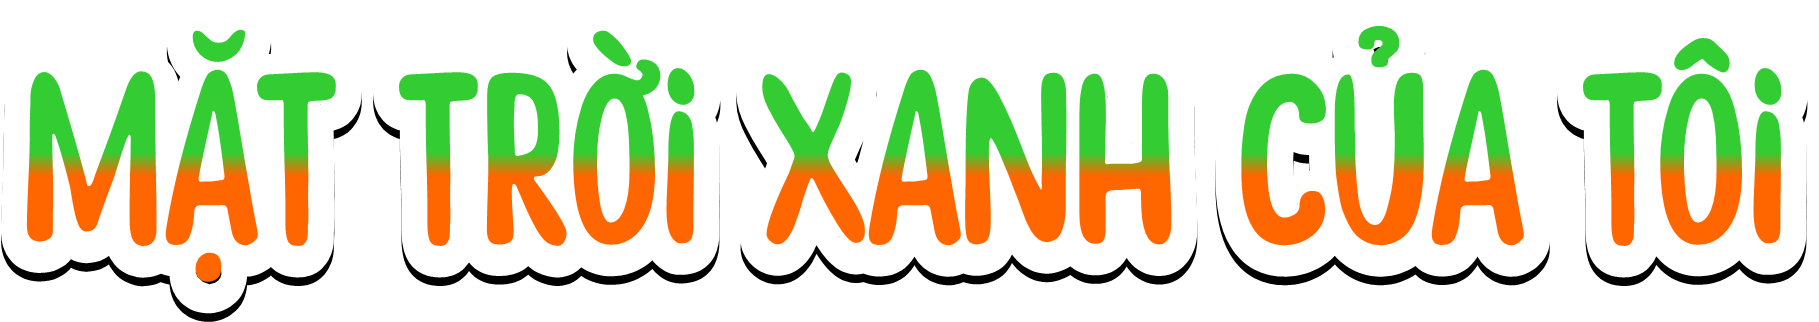 MẶT TRỜI XANH CỦA TÔI